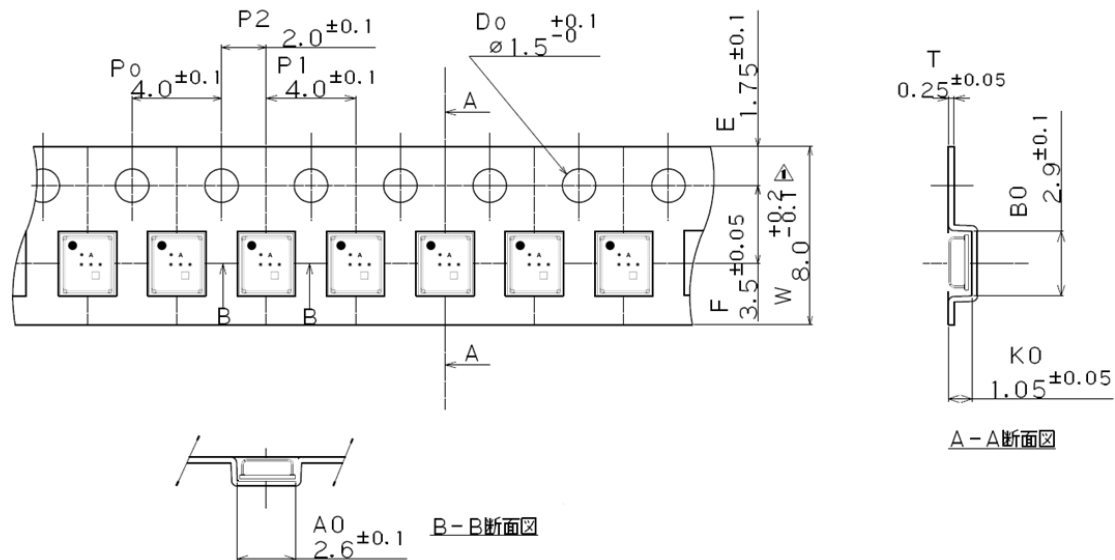 P2
2.0±0.1
Do
ø1.5 +0.1 -0
P0
4.0±0.1
P1
4.0±0.1
A
E
1.75±0.1
F
3.5±0.05
W
8.0 +0.2 -0.1
1
A
A
A
A
A
A
A
B
B
A
T
0.25±0.05
B0
2.9±0.1
K0
1.05±0.05
A-A断面図
A0
2.6±0.1
B-B断面図